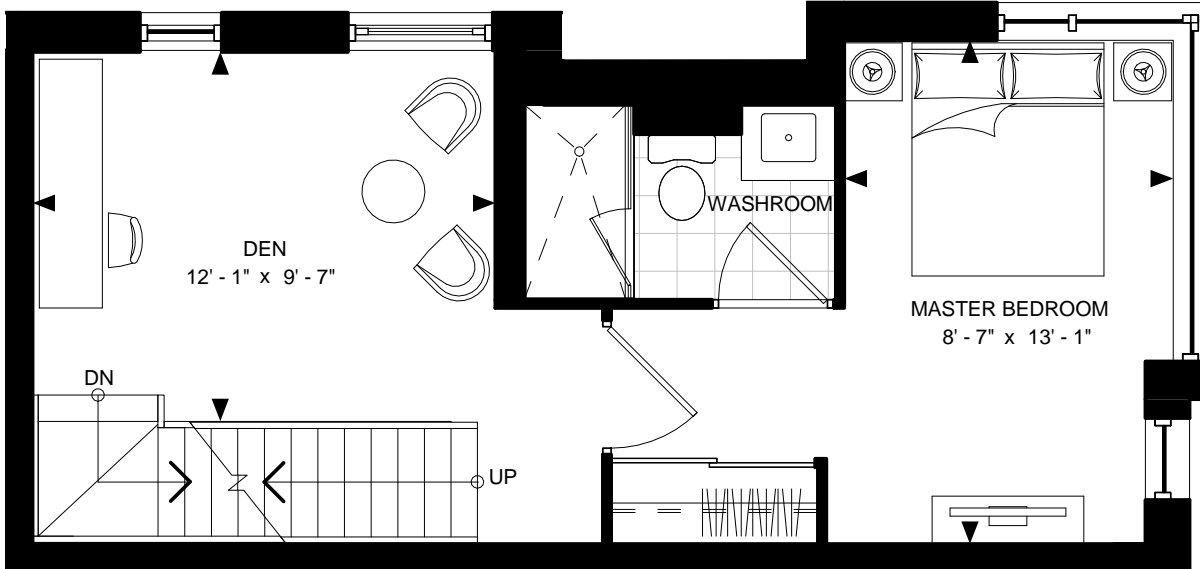 WASHROOM
DEN
12' - 1" x 9' - 7"
MASTER BEDROOM
8' - 7" x 13' - 1"
DN
UP